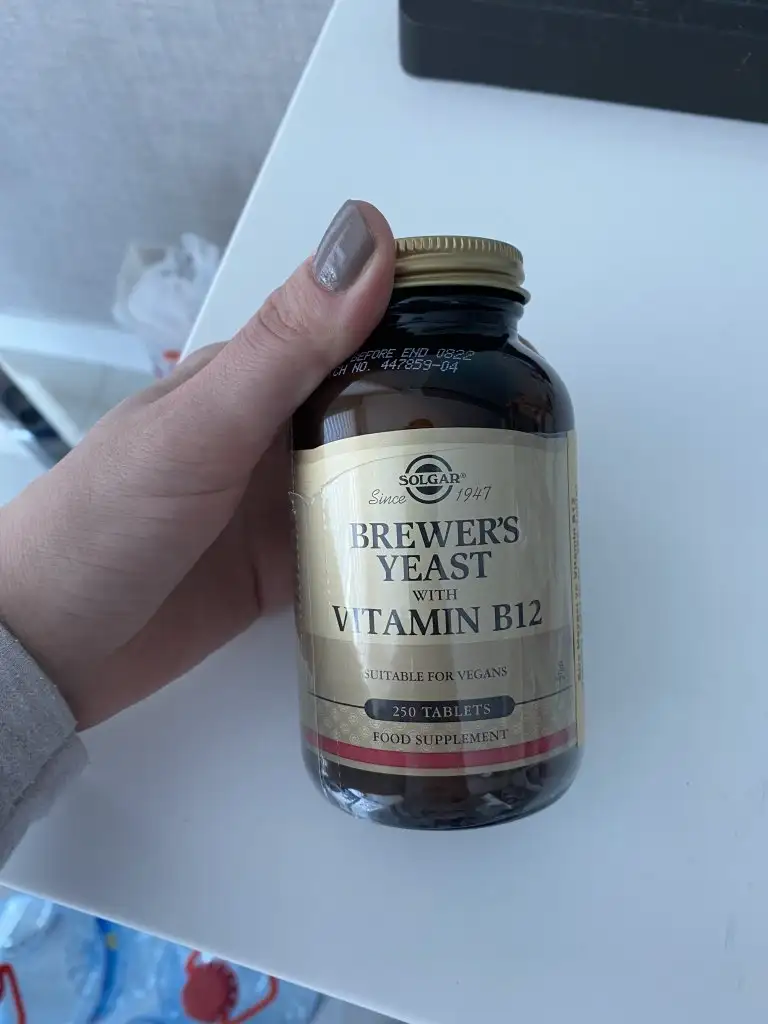 BEFORE END 0822
CH NO. 447859-04
SOLGAR®
Since 1947
BREWER'S
YEAST
WITH
VITAMIN B12
SUITABLE FOR VEGANS
250 TABLETS
FOOD SUPPLEMENT